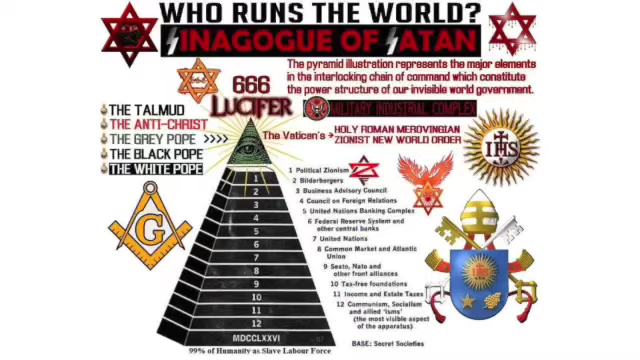 WHO RUNS THE WORLD?
SINAGOGUE OF SATAN
The pyramid illustration represents the major elements
in the interlocking chain of command which constitute
the power structure of our invisible world government.
666
LUCIFER
MILITARY INDUSTRIAL COMPLEX
THE TALMUD
THE ANTI-CHRIST
THE GREY POPE >>>>
THE BLACK POPE
THE WHITE POPE
The Vatican's → HOLY ROMAN MEROVINGIAN
ZIONIST NEW WORLD ORDER
IHS
G
1 Political Zionism
2 Bilderbergers
3 Business Advisory Council
4 Council on Foreign Relations
5 United Nations Banking Complex
6 Federal Reserve System and
other central banks
7 United Nations
8 Common Market and Atlantic
Union
9 Seato, Nato and
other front alliances
10 Tax-free foundations
11 Income and Estate Taxes
12 Communism, Socialism
and allied 'isms'
(the most visible aspect
of the apparatus)
BASE: Secret Societies
1
2
3
4
5
6
7
8
9
10
11
12
MDCCLXXVI
99% of Humanity as Slave Labour Force